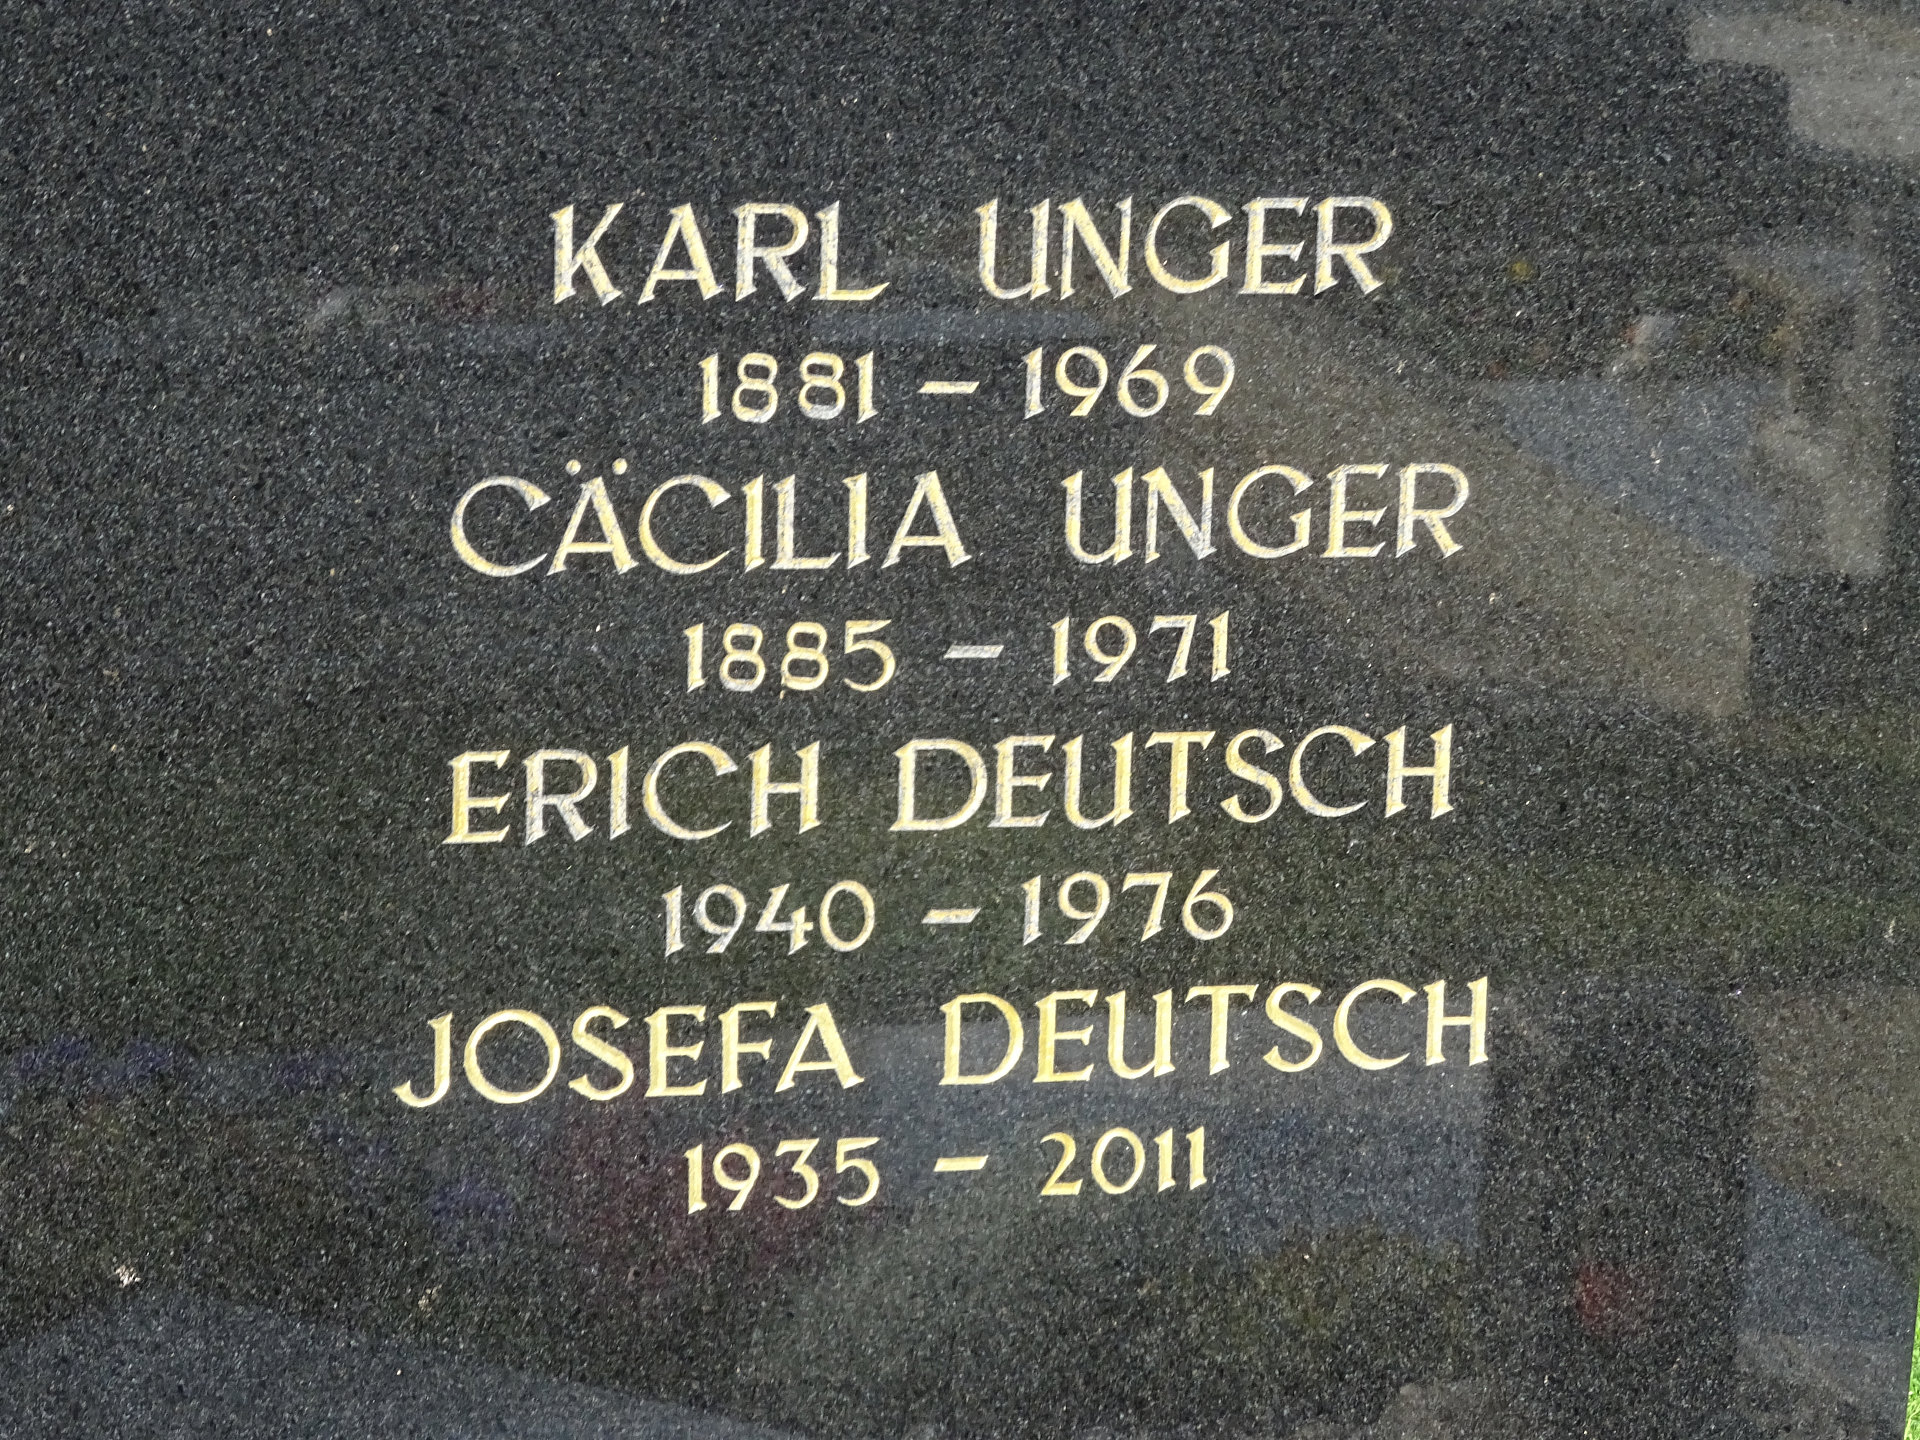 KARL UNGER
1881 – 1969
CÄCILIA UNGER
1885 – 1971
ERICH DEUTSCH
1940 – 1976
JOSEFA DEUTSCH
1935 – 2011